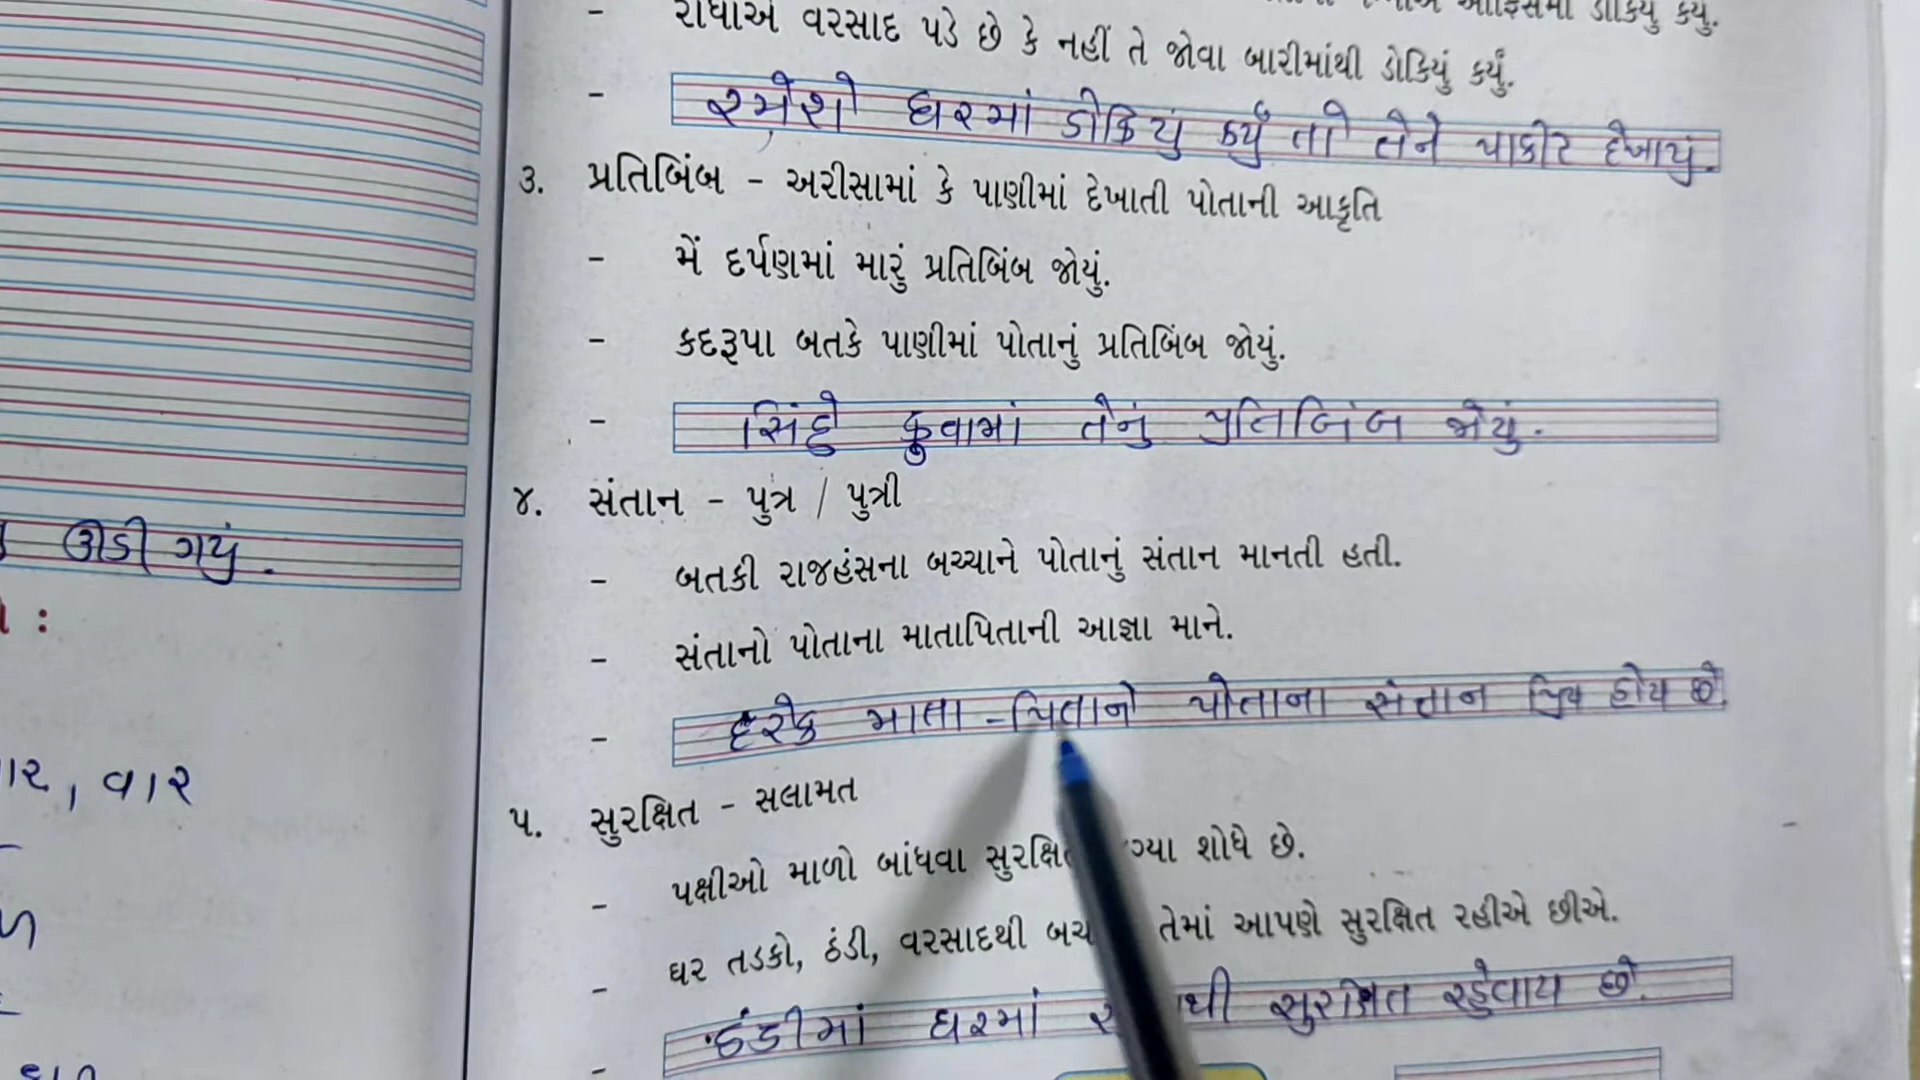 ડોકિયું કર્યું.
- રાધાએ વરસાદ પડે છે કે નહીં તે જોવા બારીમાંથી ડોકિયું કર્યું.
- રમેશે ઘરમાં ડોકિયું કર્યું તો તેને પાકીટ દેખાયું.
૩. પ્રતિબિંબ - અરીસામાં કે પાણીમાં દેખાતી પોતાની આકૃતિ
- મેં દર્પણમાં મારું પ્રતિબિંબ જોયું.
- કદરૂપા બતકે પાણીમાં પોતાનું પ્રતિબિંબ જોયું.
- સિંહે કુવામાં તેનું પ્રતિબિંબ જોયું.
૪. સંતાન - પુત્ર / પુત્રી
- બતકી રાજહંસના બચ્ચાને પોતાનું સંતાન માનતી હતી.
- સંતાનો પોતાના માતાપિતાની આજ્ઞા માને.
- દરેક માતા - પિતાને પોતાના સંતાન પ્રિય હોય છે.
૫. સુરક્ષિત - સલામત
- પક્ષીઓ માળો બાંધવા સુરક્ષિત શોધે છે.
- ઘર તડકો, ઠંડી, વરસાદથી તેમાં આપણે સુરક્ષિત રહીએ છીએ.
- ઠંડીમાં ઘરમાં સુરક્ષિત રહેવાય છે.
ઊડી ગયું.
વાર